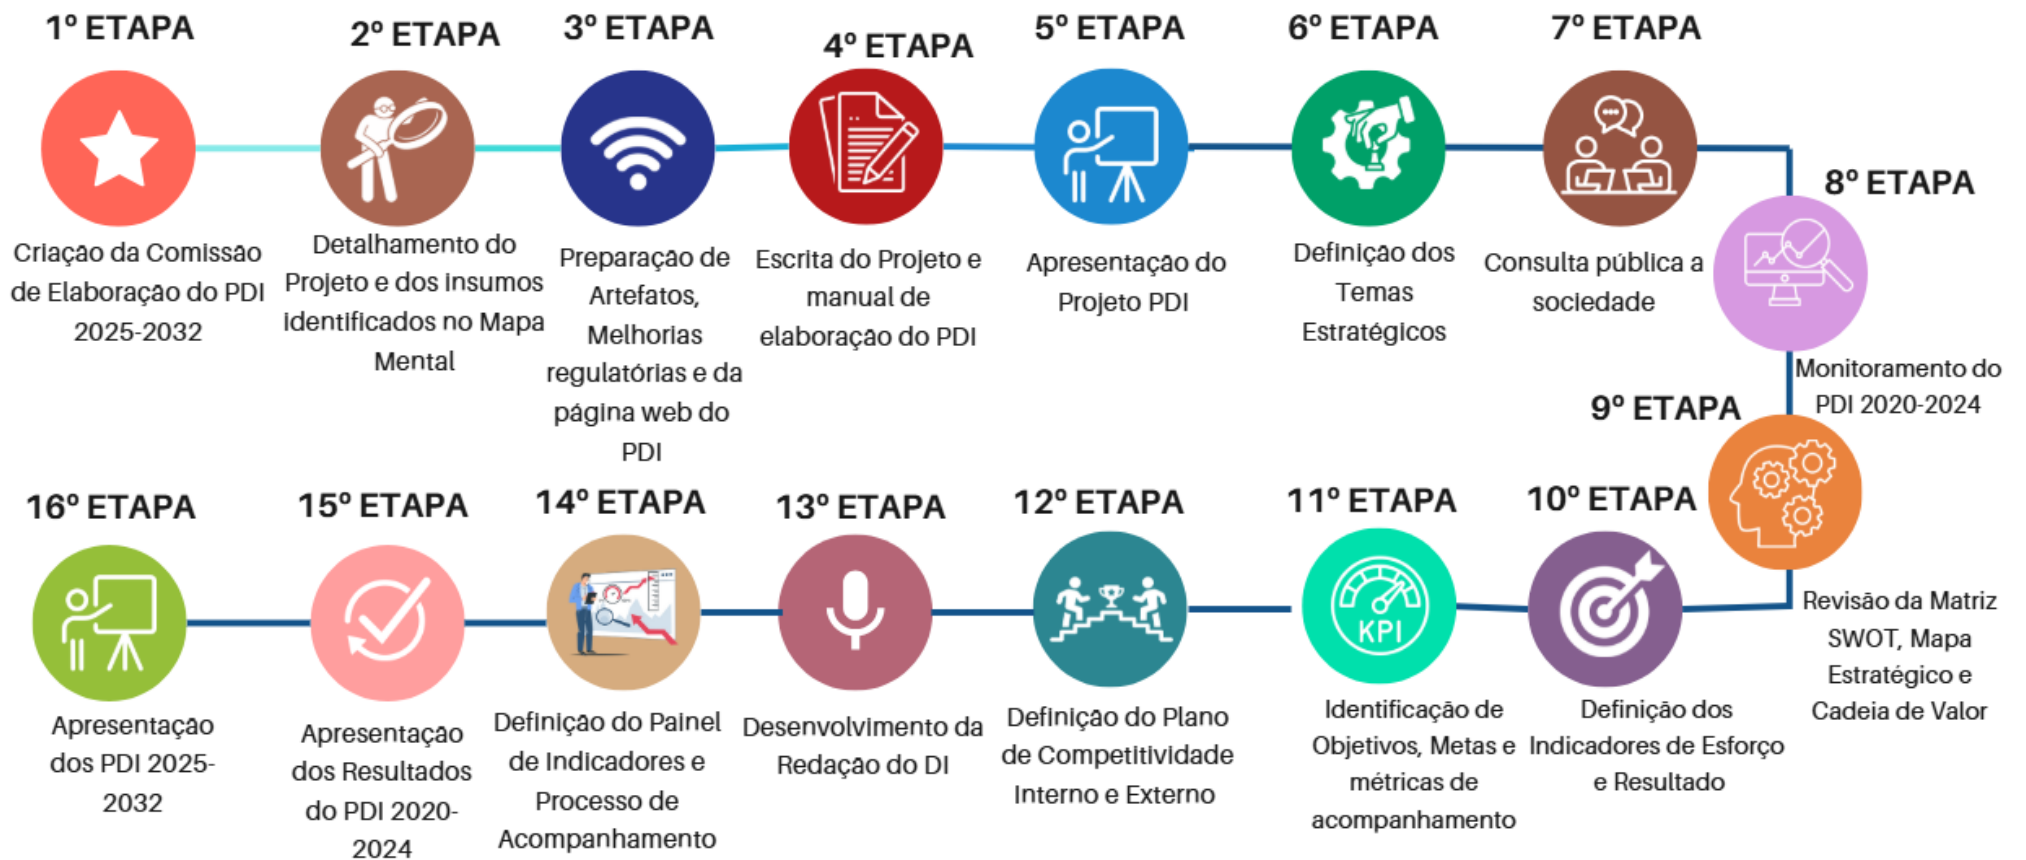 1º ETAPA
Criação da Comissão
de Elaboração do PDI
2025-2032
2º ETAPA
Detalhamento do
Projeto e dos insumos
identificados no Mapa
Mental
3º ETAPA
Preparação de
Artefatos,
Melhorias
regulatórias e da
página web do
PDI
4º ETAPA
Escrita do Projeto e
manual de
elaboração do PDI
5º ETAPA
Apresentação do
Projeto PDI
6º ETAPA
Definição dos
Temas
Estratégicos
7º ETAPA
Consulta pública a
sociedade
8º ETAPA
Monitoramento do
PDI 2020-2024
9º ETAPA
Revisão da Matriz
SWOT, Mapa
Estratégico e
Cadeia de Valor
10º ETAPA
Definição dos
Indicadores de Esforço
e Resultado
11º ETAPA
KPI
Identificação de
Objetivos, Metas e
métricas de
acompanhamento
12º ETAPA
Definição do Plano
de Competitividade
Interno e Externo
13º ETAPA
Desenvolvimento da
Redação do DI
14º ETAPA
Definição do Painel
de Indicadores e
Processo de
Acompanhamento
15º ETAPA
Apresentação
dos Resultados
do PDI 2020-
2024
16º ETAPA
Apresentação
dos PDI 2025-
2032